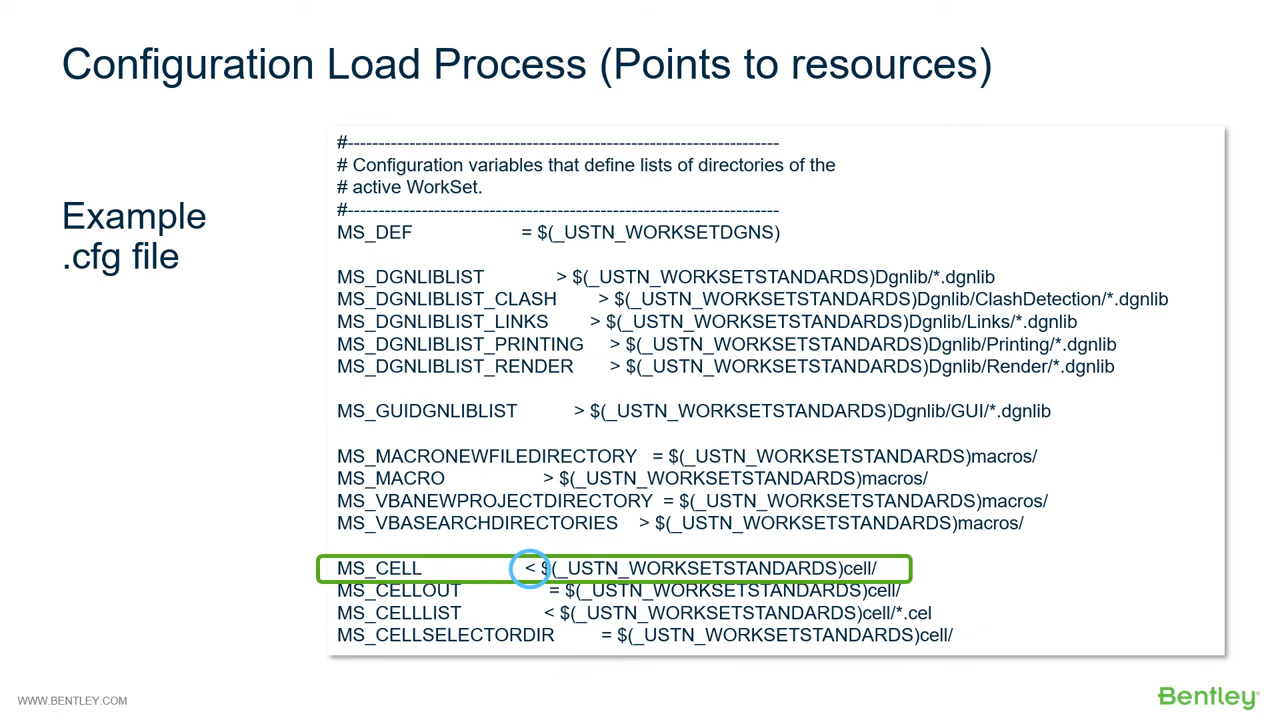 Configuration Load Process (Points to resources)
Example
.cfg file
#-----------------------------------------------------------------------
# Configuration variables that define lists of directories of the
# active WorkSet.
#-----------------------------------------------------------------------
MS_DEF = $(_USTN_WORKSETDGNS)
MS_DGNLIBLIST > $(_USTN_WORKSETSTANDARDS)Dgnlib/*.dgnlib
MS_DGNLIBLIST_CLASH > $(_USTN_WORKSETSTANDARDS)Dgnlib/ClashDetection/*.dgnlib
MS_DGNLIBLIST_LINKS > $(_USTN_WORKSETSTANDARDS)Dgnlib/Links/*.dgnlib
MS_DGNLIBLIST_PRINTING > $(_USTN_WORKSETSTANDARDS)Dgnlib/Printing/*.dgnlib
MS_DGNLIBLIST_RENDER > $(_USTN_WORKSETSTANDARDS)Dgnlib/Render/*.dgnlib
MS_GUIDGNLIBLIST > $(_USTN_WORKSETSTANDARDS)Dgnlib/GUI/*.dgnlib
MS_MACRONEWFILEDIRECTORY = $(_USTN_WORKSETSTANDARDS)macros/
MS_MACRO > $(_USTN_WORKSETSTANDARDS)macros/
MS_VBANEWPROJECTDIRECTORY = $(_USTN_WORKSETSTANDARDS)macros/
MS_VBASEARCHDIRECTORIES > $(_USTN_WORKSETSTANDARDS)macros/
MS_CELL < $(_USTN_WORKSETSTANDARDS)cell/
MS_CELLOUT = $(_USTN_WORKSETSTANDARDS)cell/
MS_CELLLIST < $(_USTN_WORKSETSTANDARDS)cell/*.cel
MS_CELLSELECTORDIR = $(_USTN_WORKSETSTANDARDS)cell/
WWW.BENTLEY.COM
Bentley